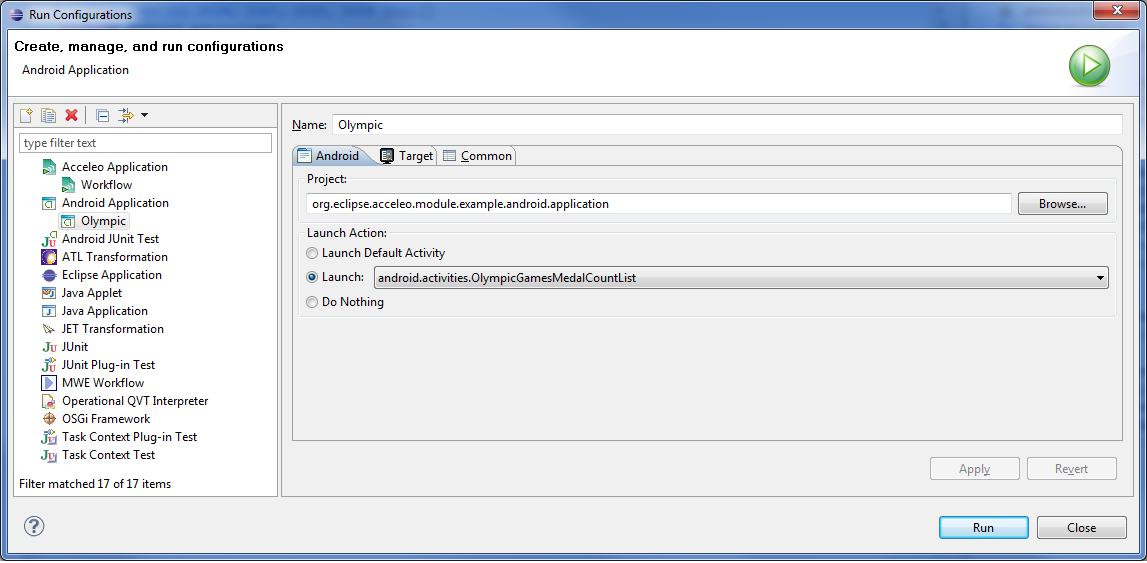 Run Configurations
Create, manage, and run configurations
Android Application
type filter text
Acceleo Application
Workflow
Android Application
Olympic
Android JUnit Test
ATL Transformation
Eclipse Application
Java Applet
Java Application
JET Transformation
JUnit
JUnit Plug-in Test
MWE Workflow
Operational QVT Interpreter
OSGi Framework
Task Context Plug-in Test
Task Context Test
Filter matched 17 of 17 items
Name: Olympic
Android Target Common
Project:
org.eclipse.acceleo.module.example.android.application Browse...
Launch Action:
Launch Default Activity
Launch: android.activities.OlympicGamesMedalCountList
Do Nothing
Apply Revert
Run Close